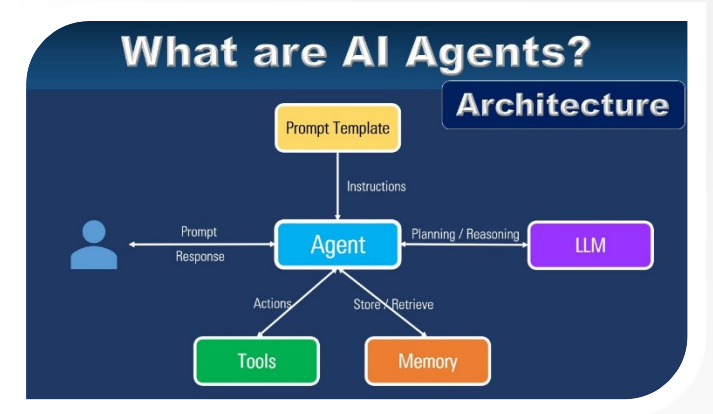 What are AI Agents?
Architecture
Prompt Template
Instructions
Prompt
Response
Agent
Planning / Reasoning
LLM
Actions
Store / Retrieve
Tools
Memory